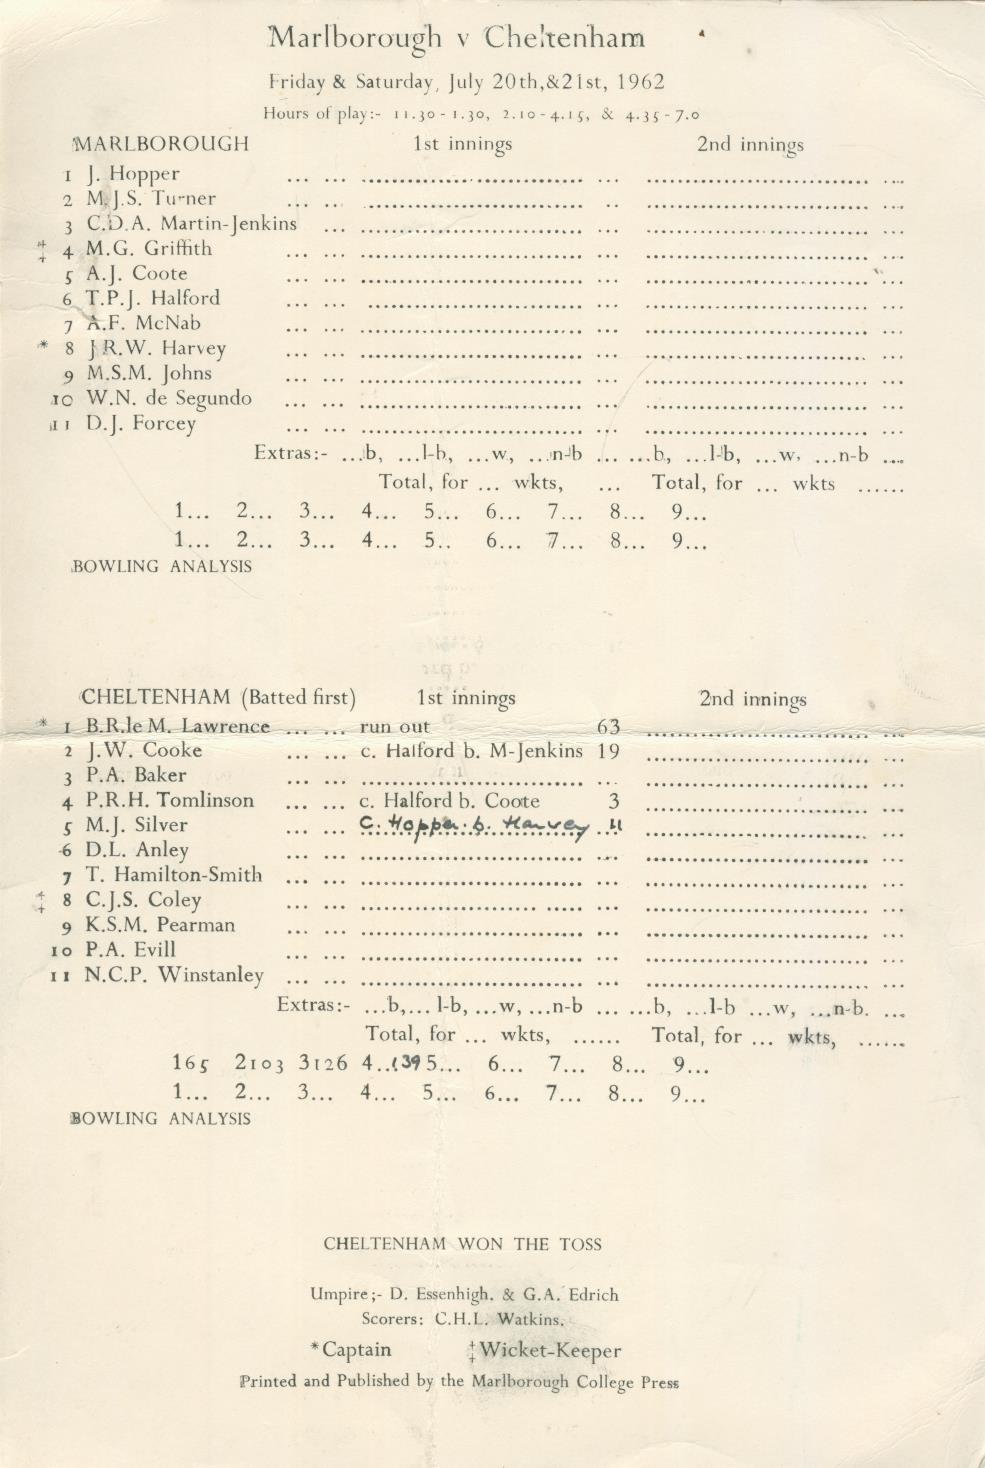 Marlborough v Cheltenham
Friday & Saturday, July 20th,&21st, 1962
Hours of play:- 11.30 - 1.30, 2.10 - 4.15, & 4.35 - 7.0
MARLBOROUGH 1st innings 2nd innings
1 J. Hopper ... ... ... ...
2 M.J.S. Turner ... ... .. ...
3 C.D.A. Martin-Jenkins ... ... ...
‡ 4 M.G. Griffith ... ... ... ...
5 A.J. Coote ... ... ... ...
6 T.P.J. Halford ... ... ... ...
7 A.F. McNab ... ... ... ...
* 8 J R.W. Harvey ... ... ... ...
9 M.S.M. Johns ... ... ... ...
10 W.N. de Segundo ... ... ... ...
11 D.J. Forcey ... ... ... ...
Extras:- ...b, ...l-b, ...w, ...n-b ... ...b, ...l-b, ...w, ...n-b ....
Total, for ... wkts, ... Total, for ... wkts ......
1... 2... 3... 4... 5... 6... 7... 8... 9...
1... 2... 3... 4... 5.. 6... 7... 8... 9...
BOWLING ANALYSIS
CHELTENHAM (Batted first) 1st innings 2nd innings
* 1 B.R.le M. Lawrence ... ... run out 63 ...
2 J.W. Cooke ... ... c. Halford b. M-Jenkins 19 ...
3 P.A. Baker ... ... ... ...
4 P.R.H. Tomlinson ... ... c. Halford b. Coote 3 ...
5 M.J. Silver ... ... C. Hopper. b. Harvey 11 ...
6 D.L. Anley ... ... ... ...
7 T. Hamilton-Smith ... ... ... ...
‡ 8 C.J.S. Coley ... ... ... ...
9 K.S.M. Pearman ... ... ... ...
10 P.A. Evill ... ... ... ...
11 N.C.P. Winstanley ... ... ... ...
Extras:- ...b,... l-b, ...w, ...n-b ... ...b, ...l-b ...w, ...n-b. ...
Total, for ... wkts, ...... Total, for ... wkts, ......
165 2103 3126 4..139 5... 6... 7... 8... 9...
1... 2... 3... 4... 5... 6... 7... 8... 9...
BOWLING ANALYSIS
CHELTENHAM WON THE TOSS
Umpire;- D. Essenhigh. & G.A. Edrich
Scorers: C.H.L. Watkins.
*Captain ‡Wicket-Keeper
Printed and Published by the Marlborough College Press